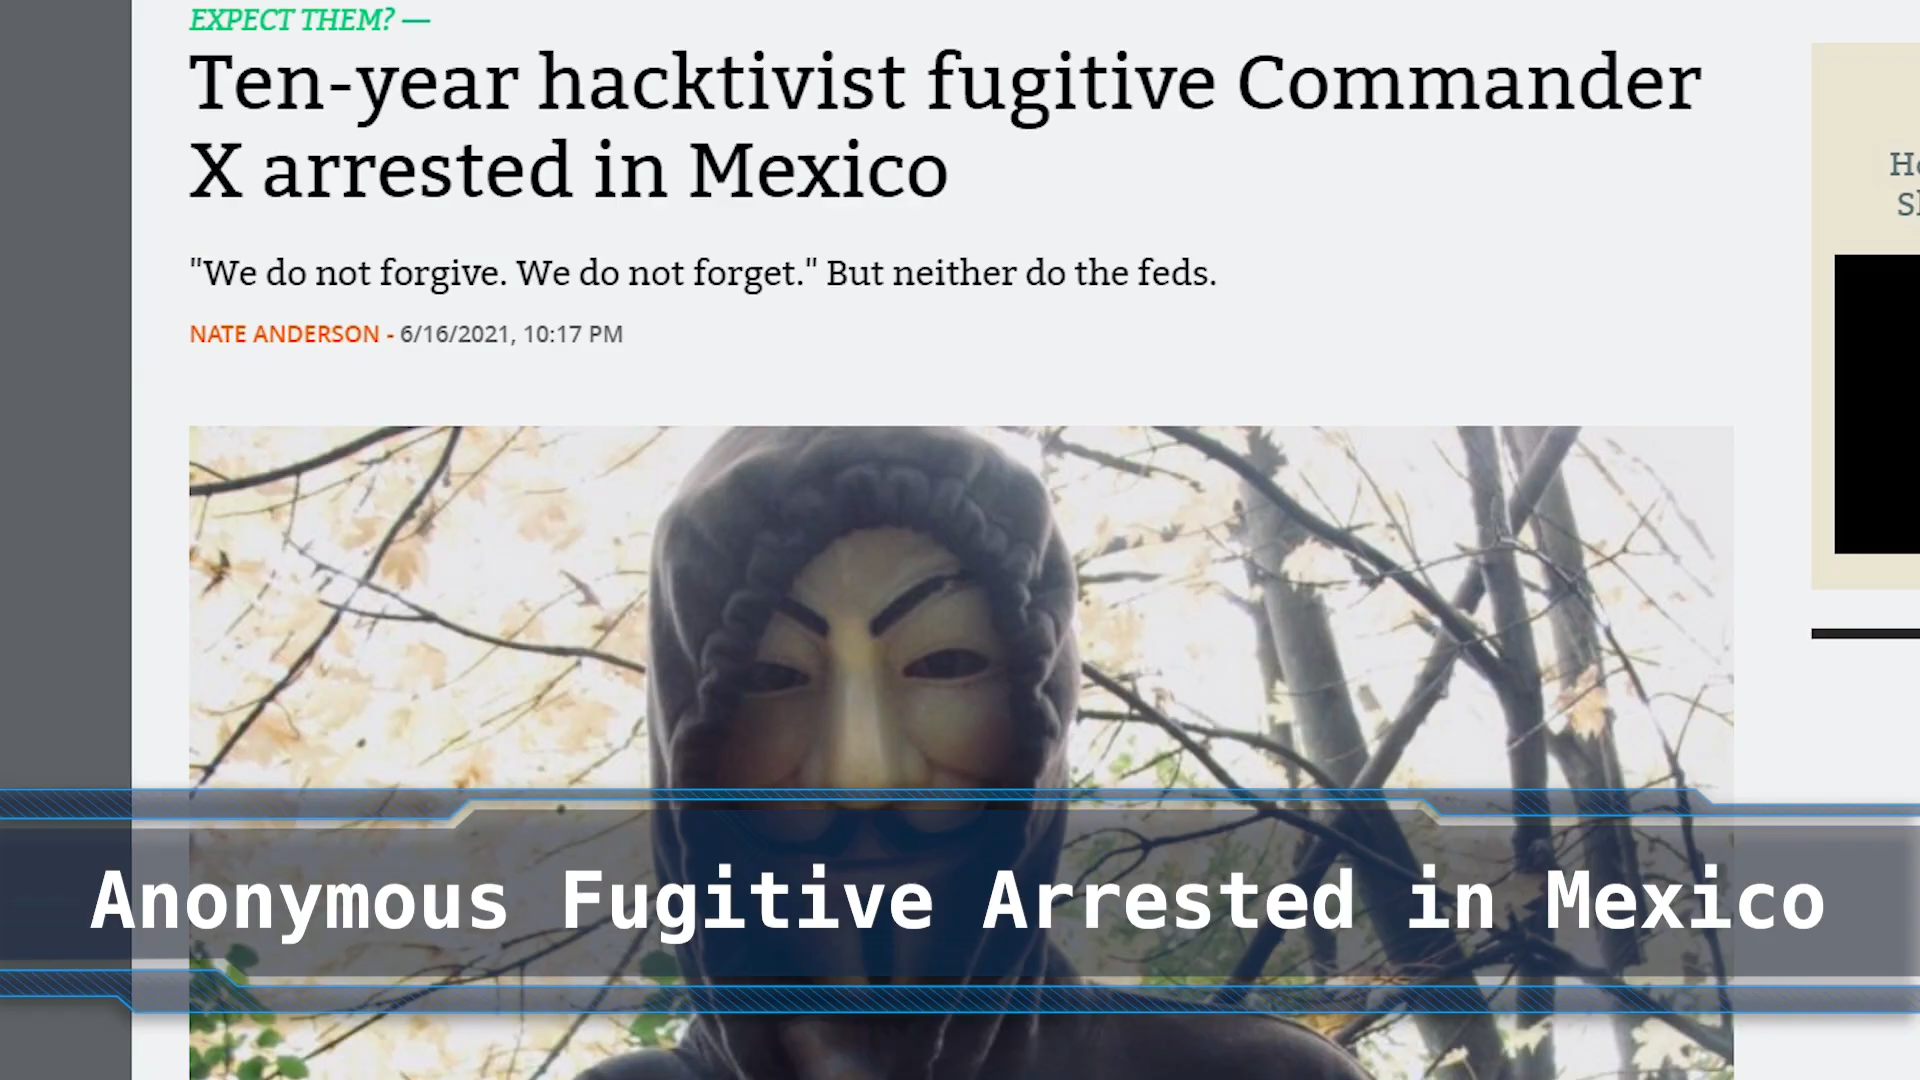 EXPECT THEM? —
Ten-year hacktivist fugitive Commander
X arrested in Mexico
"We do not forgive. We do not forget." But neither do the feds.
NATE ANDERSON - 6/16/2021, 10:17 PM
Anonymous Fugitive Arrested in Mexico